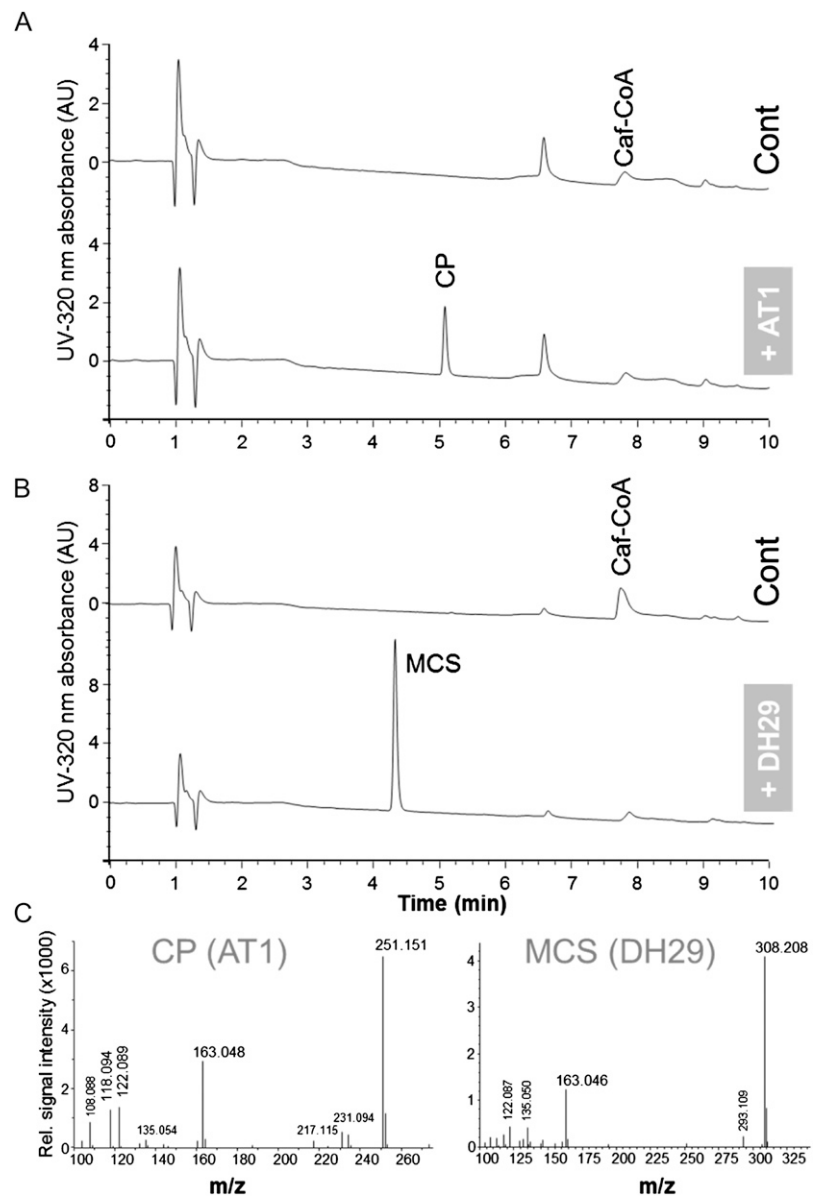 A
UV-320 nm absorbance (AU)
4
2
0
Caf-CoA
Cont
4
2
0
CP
+ AT1
0 1 2 3 4 5 6 7 8 9 10
B
UV-320 nm absorbance (AU)
8
4
0
Caf-CoA
Cont
8
4
0
MCS
+ DH29
0 1 2 3 4 5 6 7 8 9 10
Time (min)
C
Rel. signal intensity (x1000)
CP (AT1)
6
4
2
0
108.088
118.094
122.089
135.054
163.048
217.115
231.094
251.151
100 120 140 160 180 200 220 240 260
m/z
MCS (DH29)
4
3
2
1
0
122.087
135.050
163.046
293.109
308.208
100 125 150 175 200 225 250 275 300 325
m/z